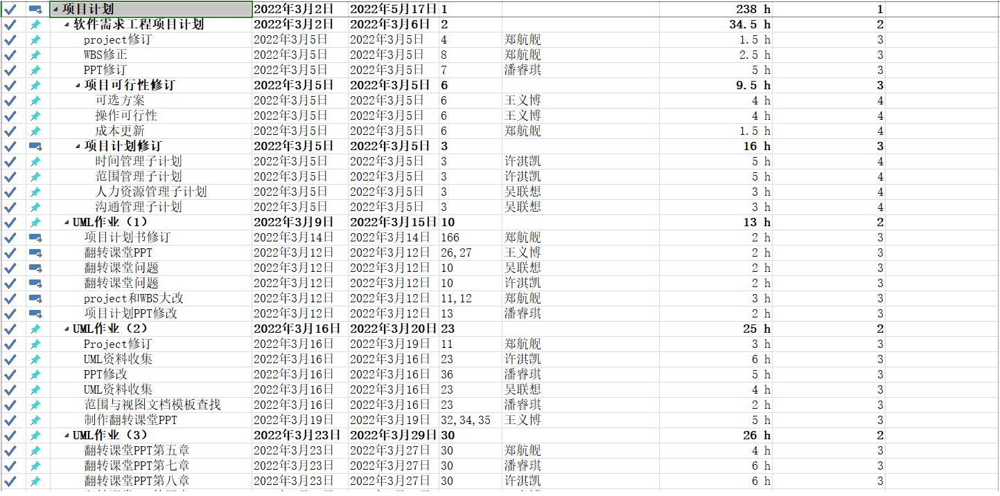 项目计划 2022年3月2日 2022年5月17日 1 238 h 1
软件需求工程项目计划 2022年3月2日 2022年3月6日 2 34.5 h 2
project修订 2022年3月5日 2022年3月5日 4 郑航舰 1.5 h 3
WBS修正 2022年3月5日 2022年3月5日 8 郑航舰 2.5 h 3
PPT修订 2022年3月5日 2022年3月5日 7 潘睿琪 5 h 3
项目可行性修订 2022年3月5日 2022年3月5日 6 9.5 h 3
可选方案 2022年3月5日 2022年3月5日 6 王义博 4 h 4
操作可行性 2022年3月5日 2022年3月5日 6 王义博 4 h 4
成本更新 2022年3月5日 2022年3月5日 6 郑航舰 1.5 h 4
项目计划修订 2022年3月5日 2022年3月5日 3 16 h 3
时间管理子计划 2022年3月5日 2022年3月5日 3 许淇凯 5 h 4
范围管理子计划 2022年3月5日 2022年3月5日 3 许淇凯 5 h 4
人力资源管理子计划 2022年3月5日 2022年3月5日 3 吴联想 3 h 4
沟通管理子计划 2022年3月5日 2022年3月5日 3 吴联想 3 h 4
UML作业（1） 2022年3月9日 2022年3月15日 10 13 h 2
项目计划书修订 2022年3月14日 2022年3月14日 166 郑航舰 2 h 3
翻转课堂PPT 2022年3月12日 2022年3月12日 26,27 王义博 2 h 3
翻转课堂问题 2022年3月12日 2022年3月12日 10 吴联想 2 h 3
翻转课堂问题 2022年3月12日 2022年3月12日 10 许淇凯 2 h 3
project和WBS大改 2022年3月12日 2022年3月12日 11,12 郑航舰 3 h 3
项目计划PPT修改 2022年3月12日 2022年3月12日 13 潘睿琪 2 h 3
UML作业（2） 2022年3月16日 2022年3月20日 23 25 h 2
Project修订 2022年3月16日 2022年3月19日 11 郑航舰 3 h 3
UML资料收集 2022年3月16日 2022年3月16日 23 许淇凯 6 h 3
PPT修改 2022年3月16日 2022年3月16日 36 潘睿琪 5 h 3
UML资料收集 2022年3月16日 2022年3月16日 23 吴联想 4 h 3
范围与视图文档模板查找 2022年3月16日 2022年3月16日 23 潘睿琪 2 h 3
制作翻转课堂PPT 2022年3月19日 2022年3月19日 32,34,35 王义博 5 h 3
UML作业（3） 2022年3月23日 2022年3月29日 30 26 h 2
翻转课堂PPT第五章 2022年3月23日 2022年3月27日 30 郑航舰 4 h 3
翻转课堂PPT第七章 2022年3月23日 2022年3月27日 30 潘睿琪 6 h 3
翻转课堂PPT第八章 2022年3月23日 2022年3月27日 30 许淇凯 6 h 3